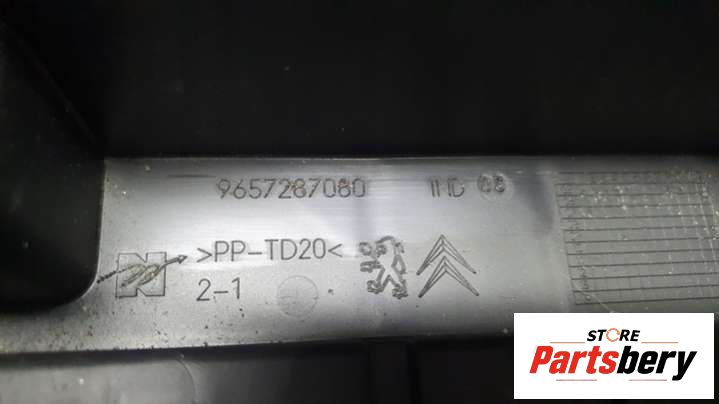 9657287080 IND 08
>PP-TD20<
2-1
STORE
Partsbery